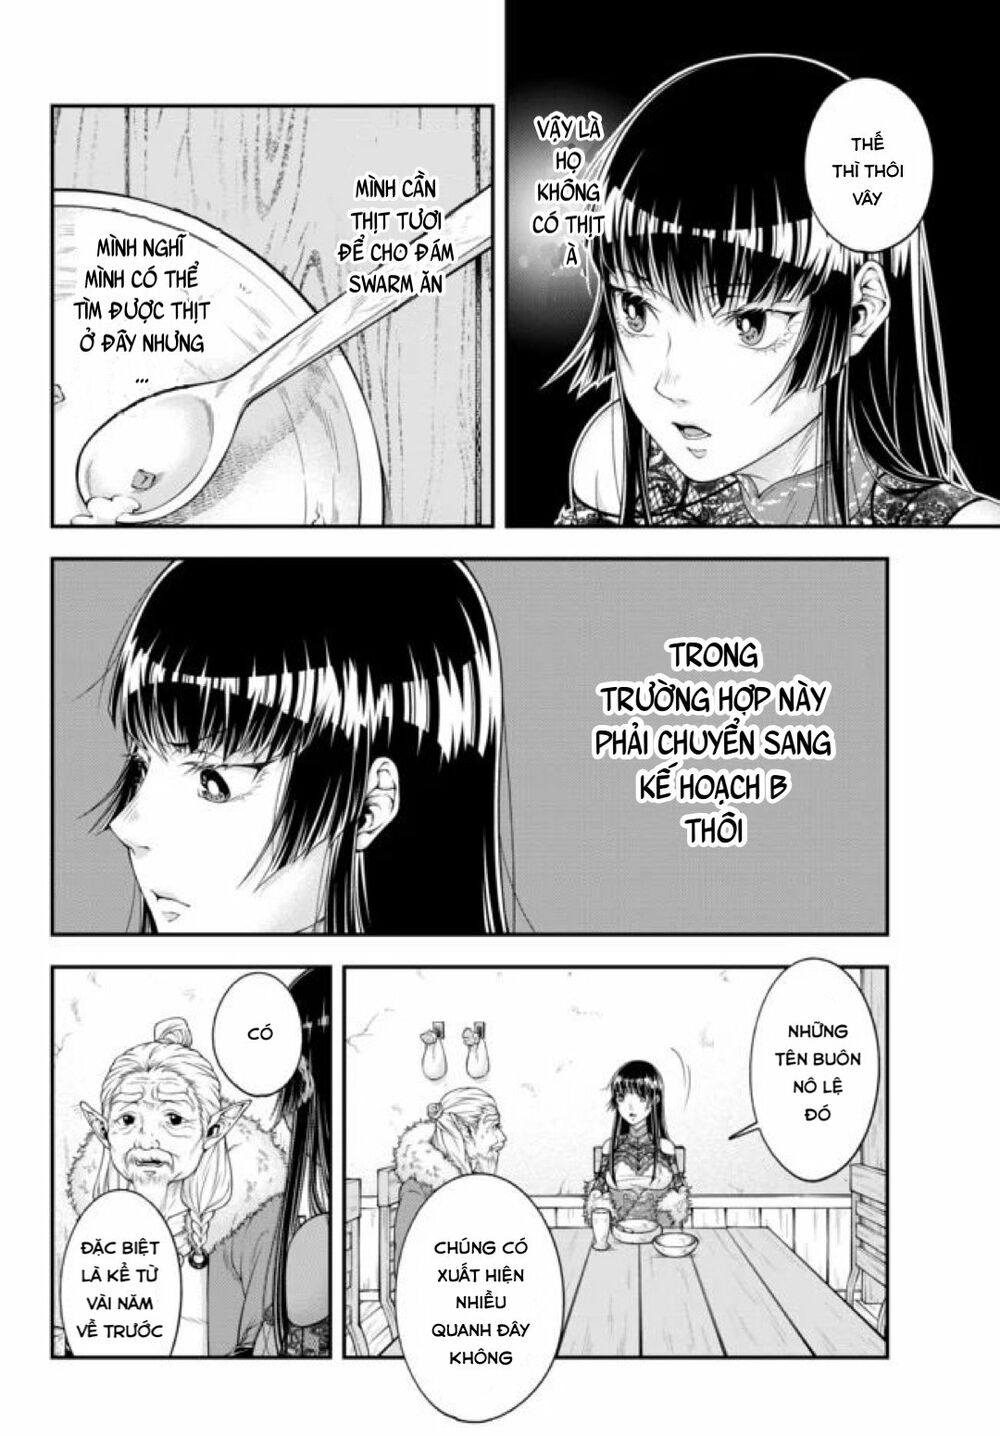 THẾ
THÌ THÔI
VÂY
VẬY LÀ
HỌ
KHÔNG
CÓ THỊT
À
MÌNH CẦN
THỊT TƯƠI
ĐỂ CHO ĐÁM
SWARM ĂN
MÌNH NGHĨ
MÌNH CÓ THỂ
TÌM ĐƯỢC THỊT
Ở ĐÂY NHƯNG
...
TRONG
TRƯỜNG HỢP NÀY
PHẢI CHUYỂN SANG
KẾ HOẠCH B
THÔI
NHỮNG
TÊN BUÔN
NÔ LỆ
ĐÓ
CHÚNG CÓ
XUẤT HIỆN
NHIỀU
QUANH ĐÂY
KHÔNG
CÓ
ĐẶC BIỆT
LÀ KỂ TỪ
VÀI NĂM
VỀ TRƯỚC